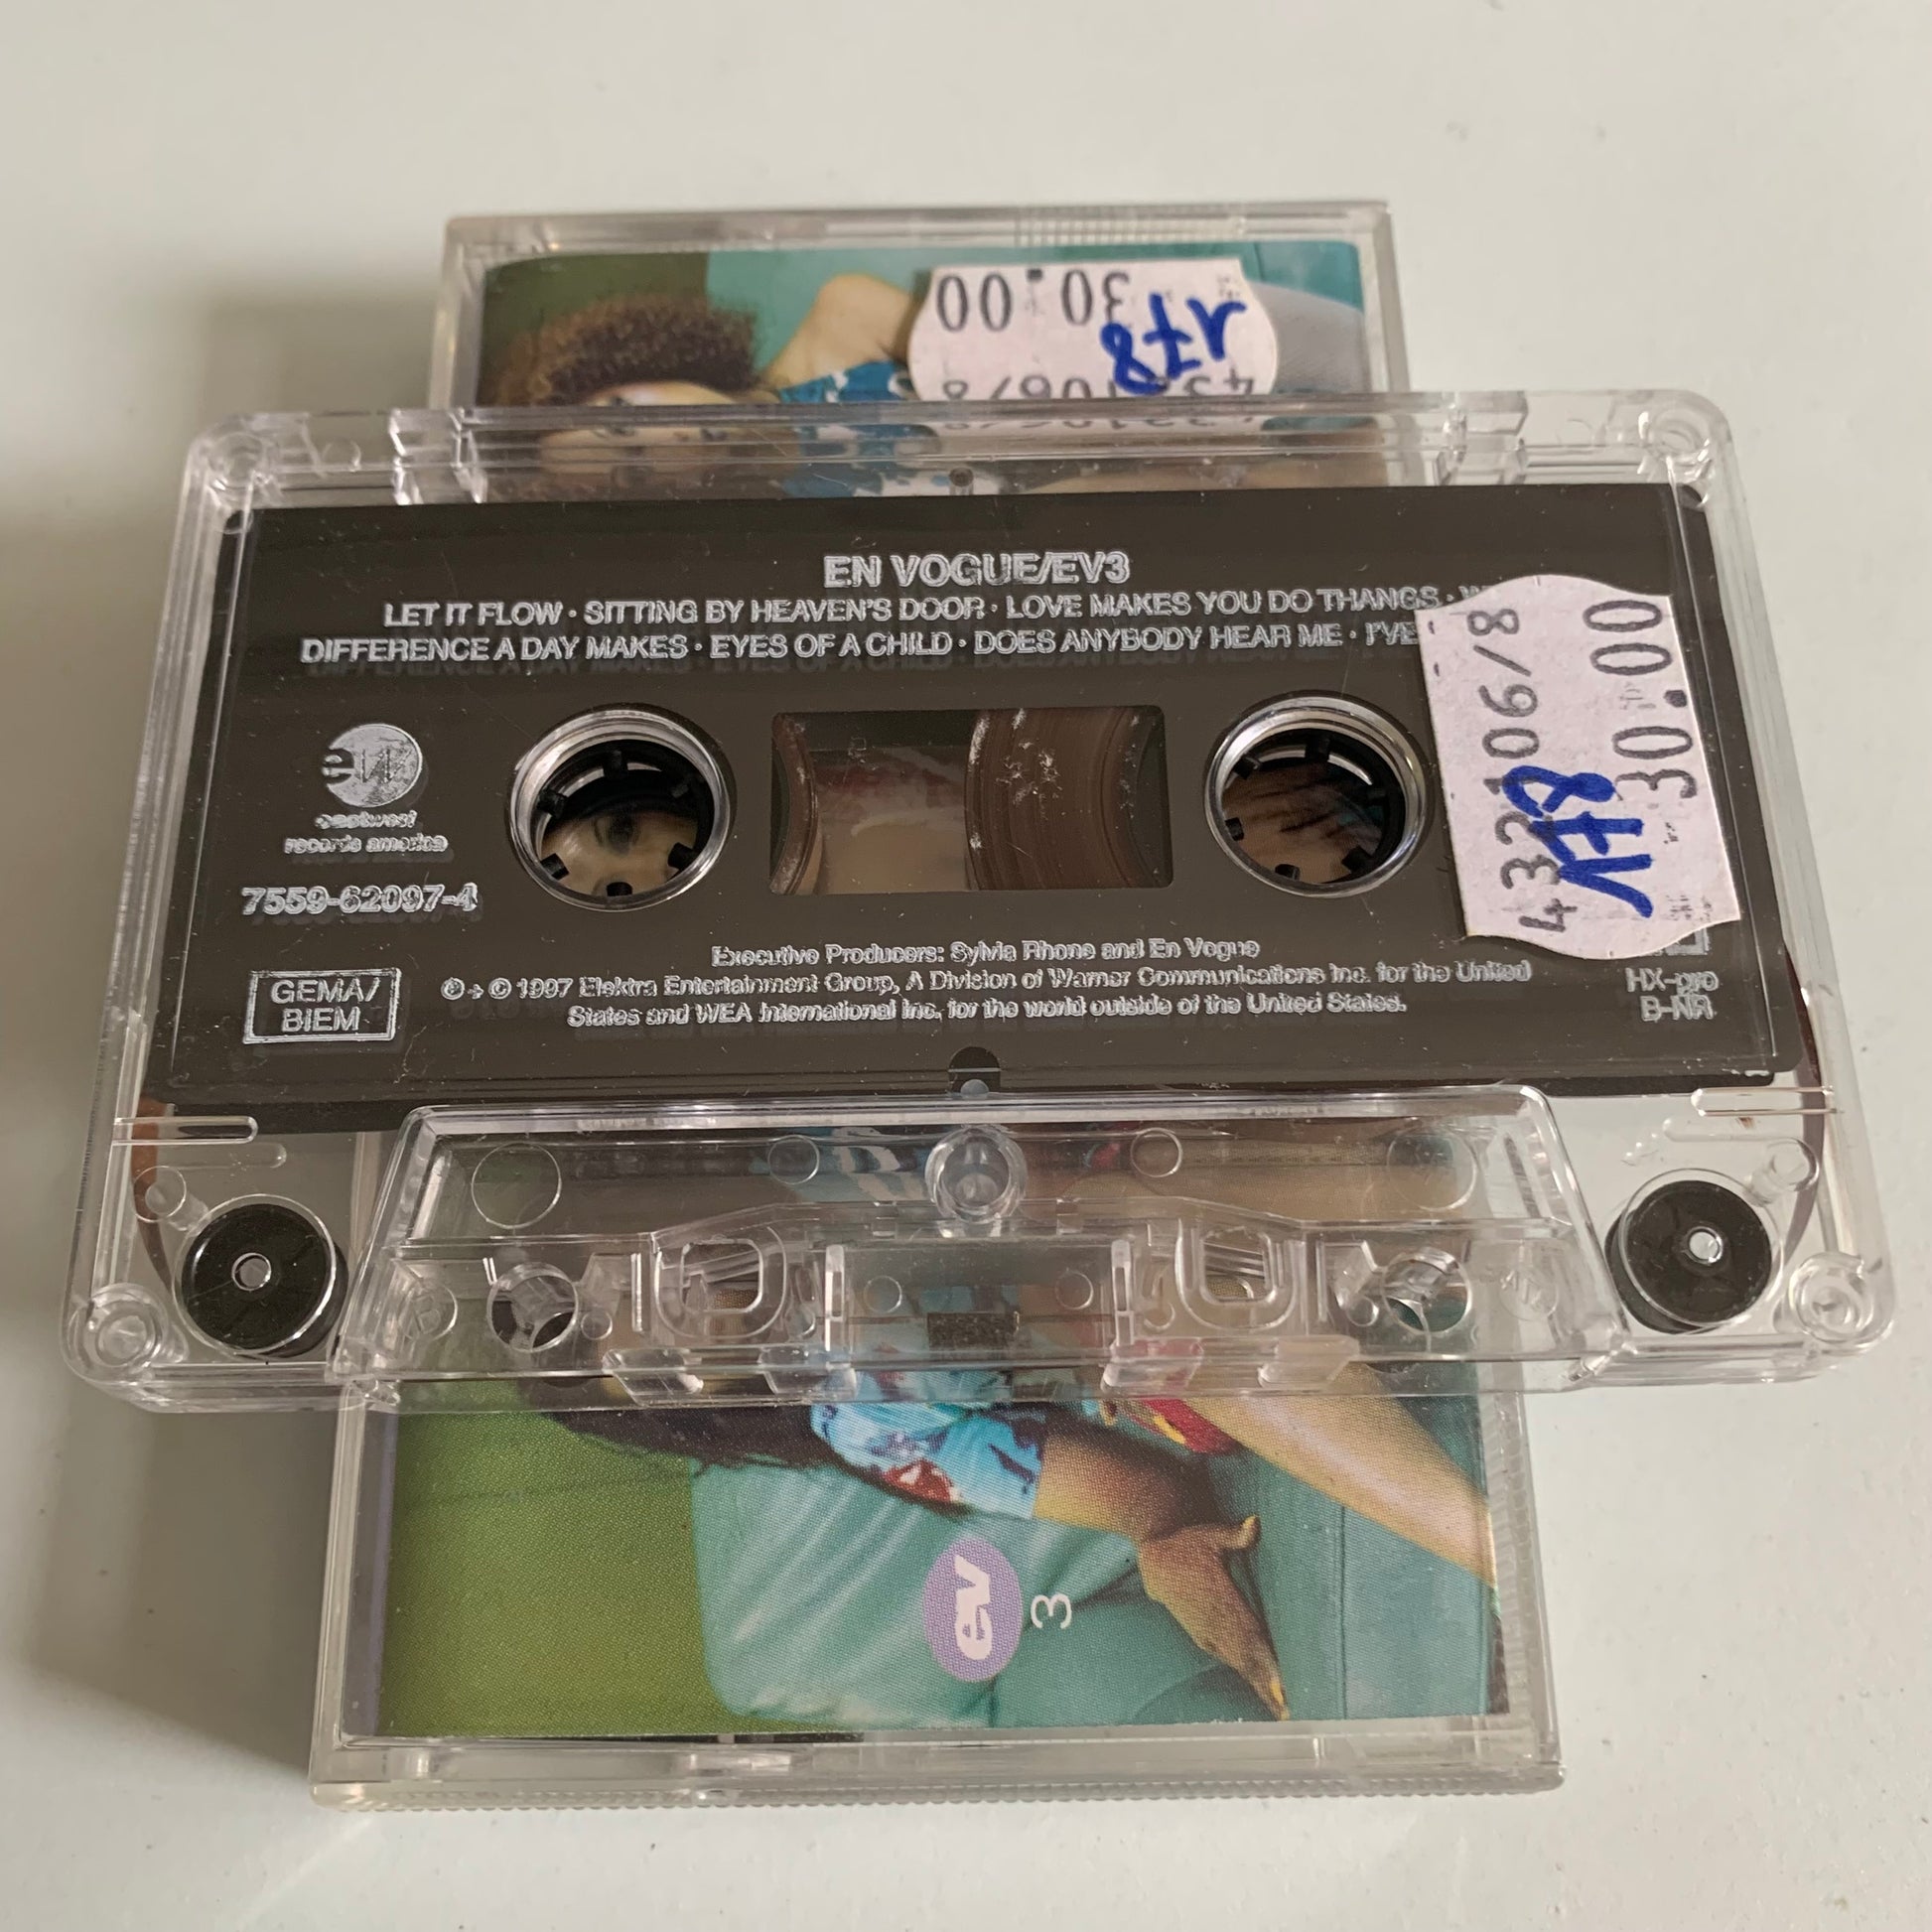 30.00
178
EN VOGUE/EV3
LET IT FLOW · SITTING BY HEAVEN'S DOOR · LOVE MAKES YOU DO THANGS ·
DIFFERENCE A DAY MAKES · EYES OF A CHILD · DOES ANYBODY HEAR ME · I'VE
30.00
178
ew
eastwest
records america
7559-62097-4
GEMA/
BIEM
Executive Producers: Sylvia Rhone and En Vogue
℗ + © 1997 Elektra Entertainment Group, A Division of Warner Communications Inc. for the United
States and WEA International Inc. for the world outside of the United States.
HX-pro
B-NR
ev
3